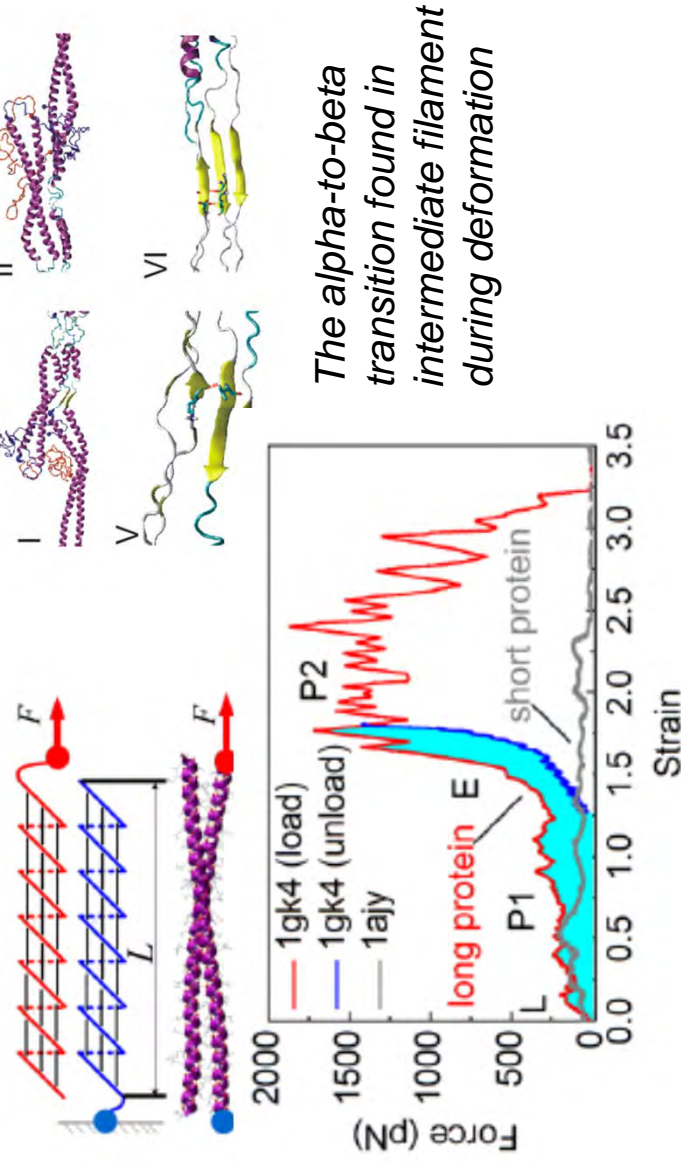 F
F
L
I
II
V
VI
The alpha-to-beta
transition found in
intermediate filament
during deformation
2000
1500
1000
500
0
Force (pN)
1gk4 (load)
1gk4 (unload)
1ajy
long protein
short protein
L
P1
E
P2
0.0 0.5 1.0 1.5 2.0 2.5 3.0 3.5
Strain